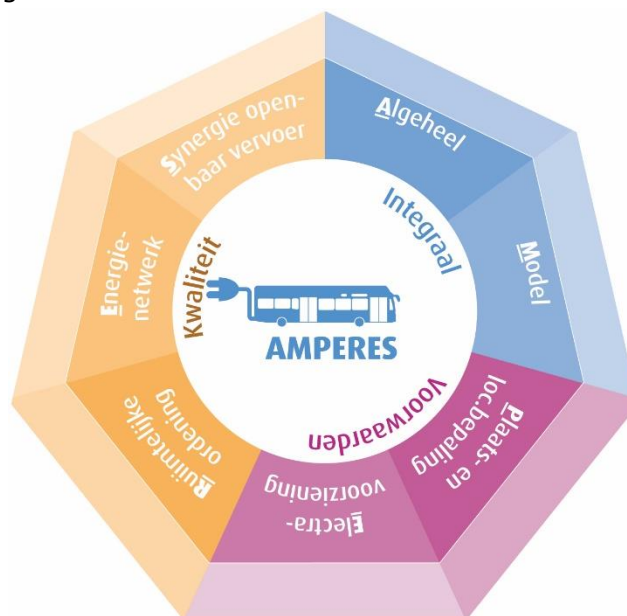 Algeheel
Model
Plaats- en
loc.bepaling
Electra-
voorziening
Ruimtelijke
ordening
Energie-
netwerk
Synergie open-
baar vervoer
Integraal
Voorwaarden
Kwaliteit
AMPERES